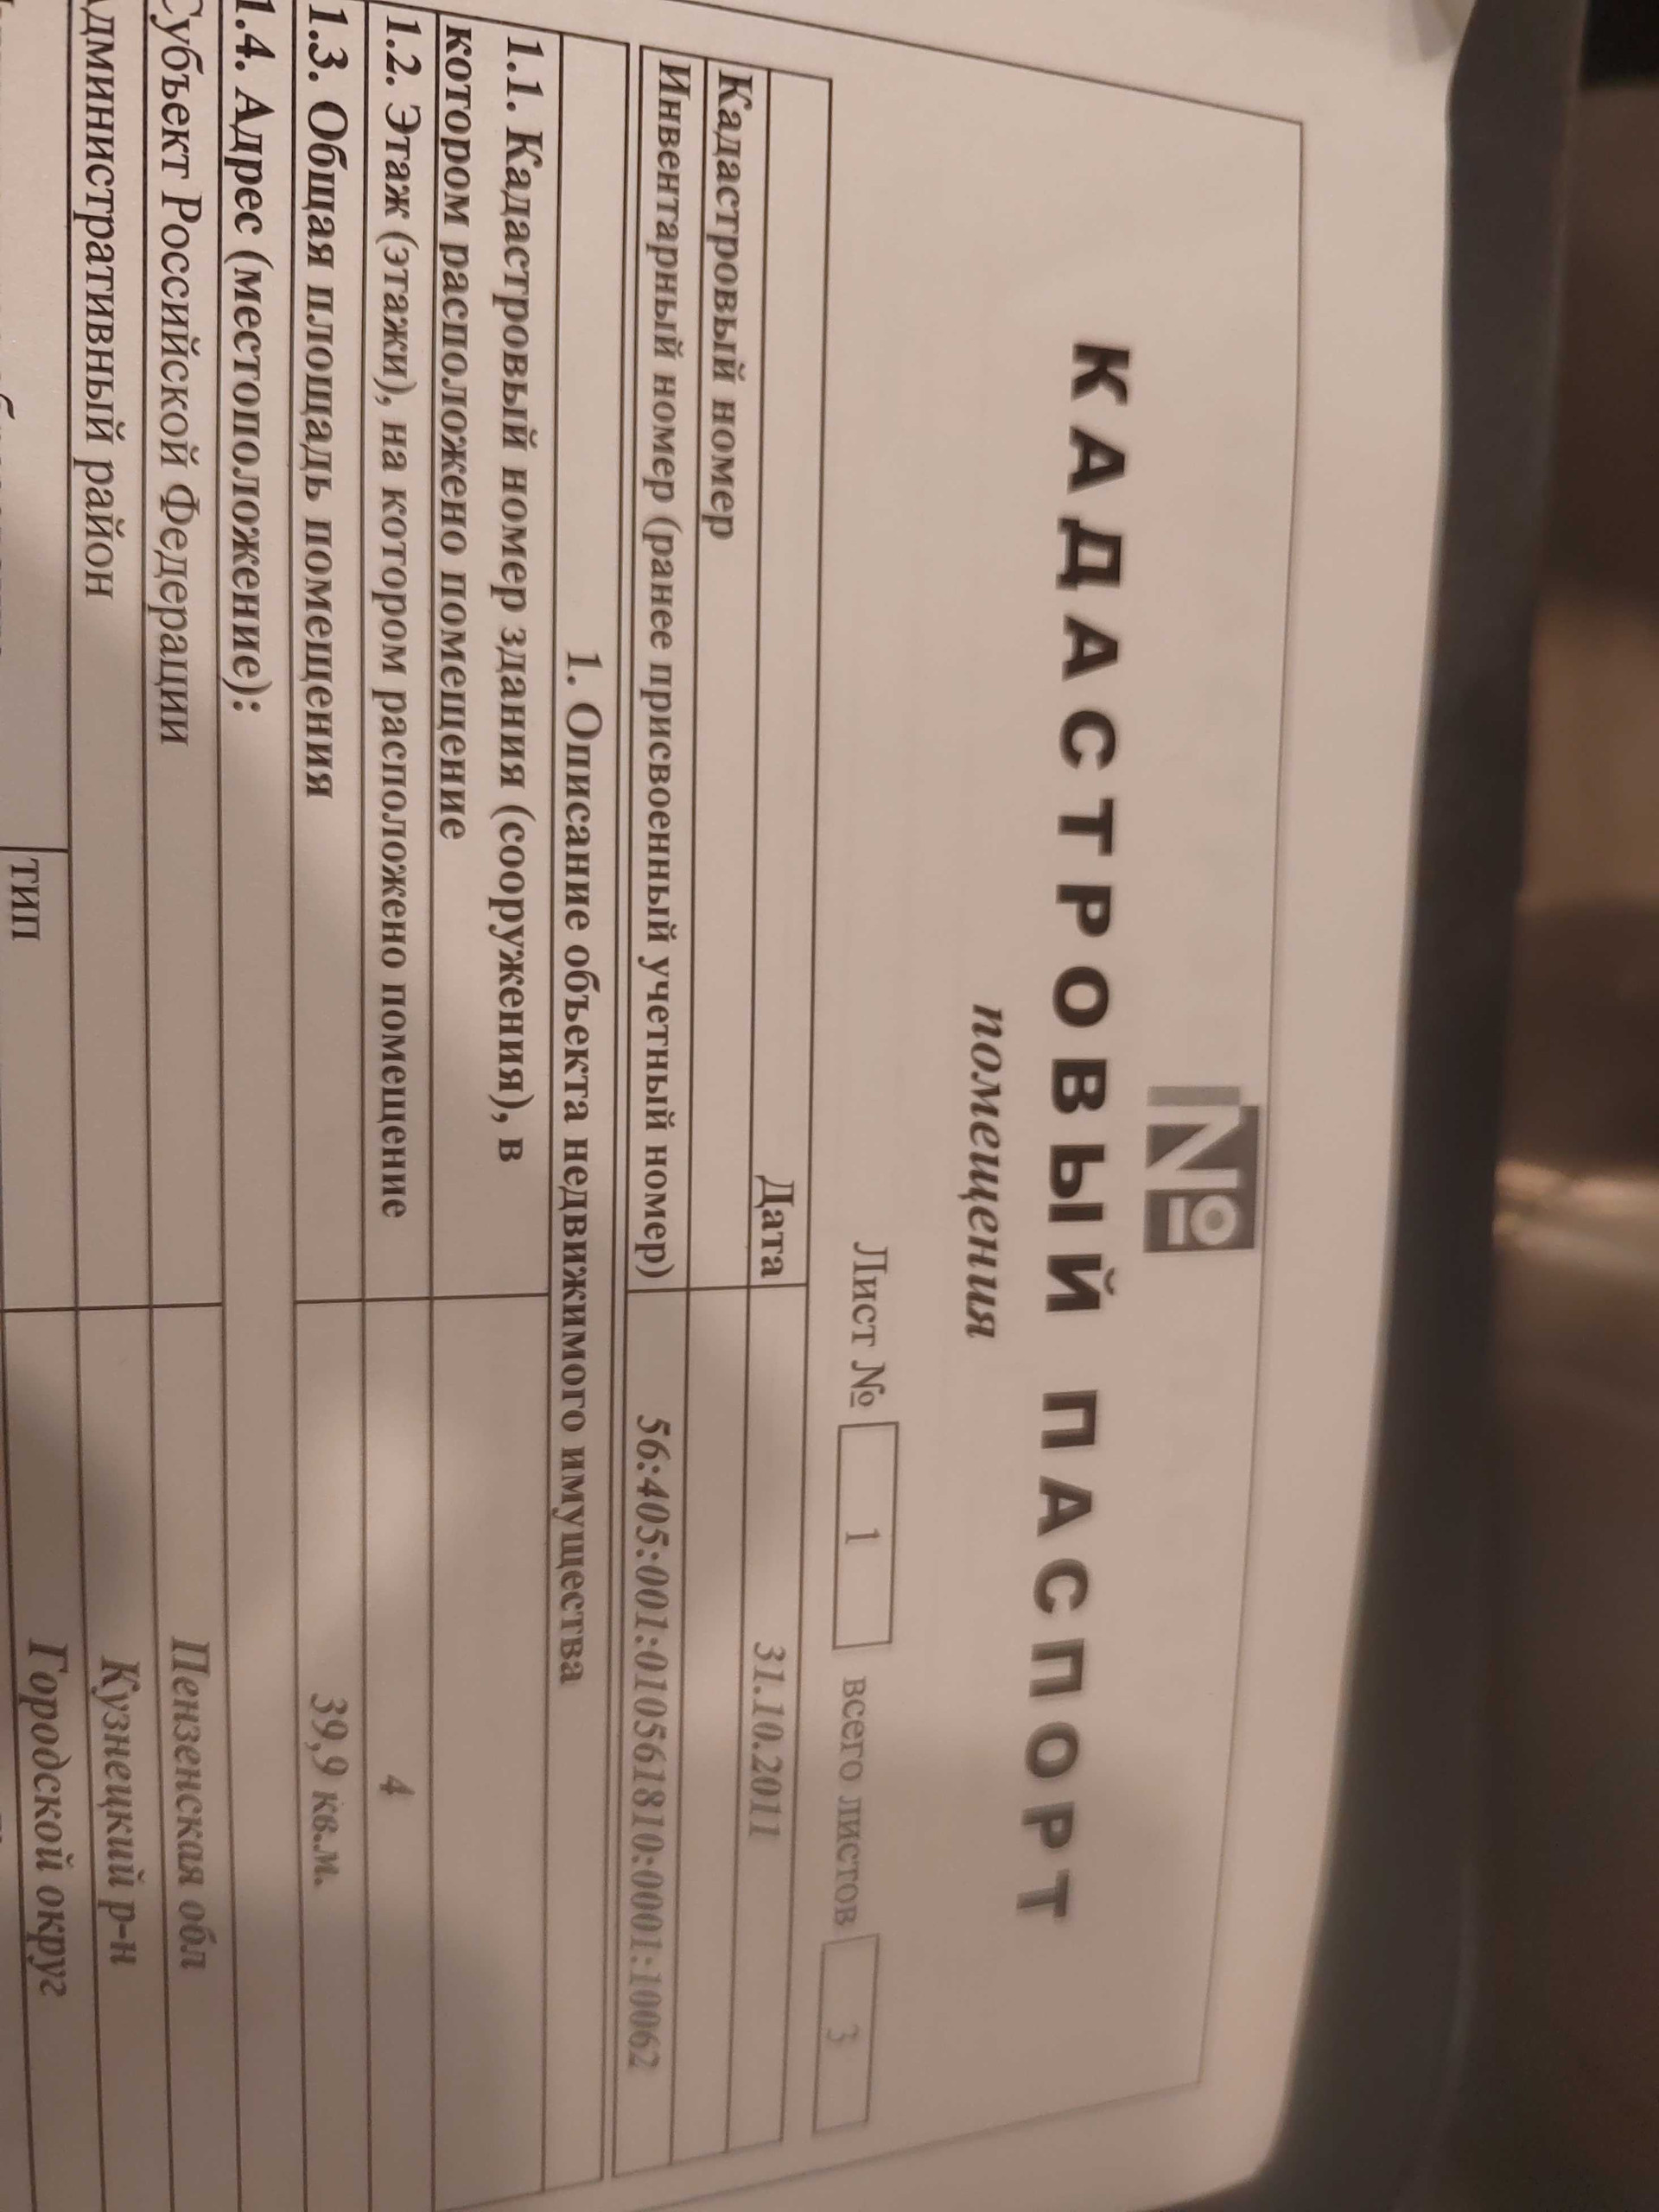 №
КАДАСТРОВЫЙ ПАСПОРТ
помещения
Лист № 1 всего листов 3
Дата 31.10.2011
Кадастровый номер
Инвентарный номер (ранее присвоенный учетный номер) 56:405:001:010561810:0001:10062
1. Описание объекта недвижимого имущества
1.1. Кадастровый номер здания (сооружения), в
котором расположено помещение
1.2. Этаж (этажи), на котором расположено помещение 4
1.3. Общая площадь помещения 39,9 кв.м.
1.4. Адрес (местоположение):
Субъект Российской Федерации Пензенская обл
Административный район Кузнецкий р-н
тип Городской округ